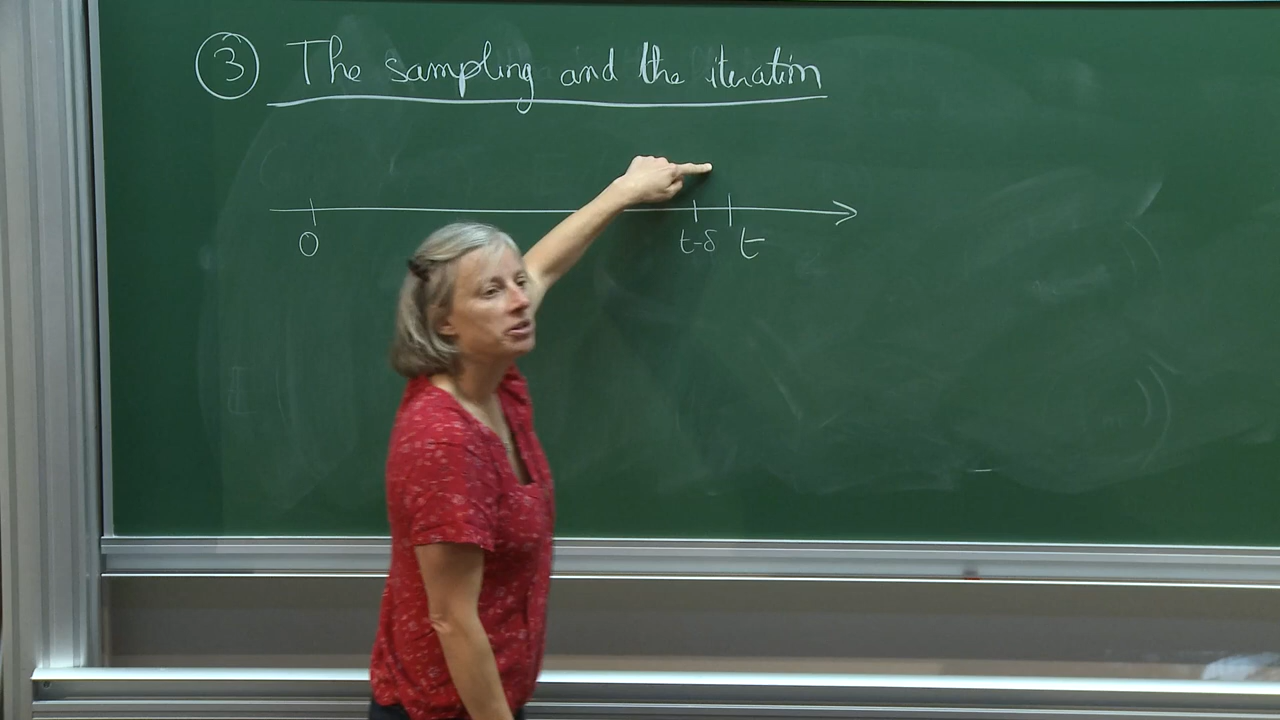 ③ The sampling and the iteration
0 t-δ t